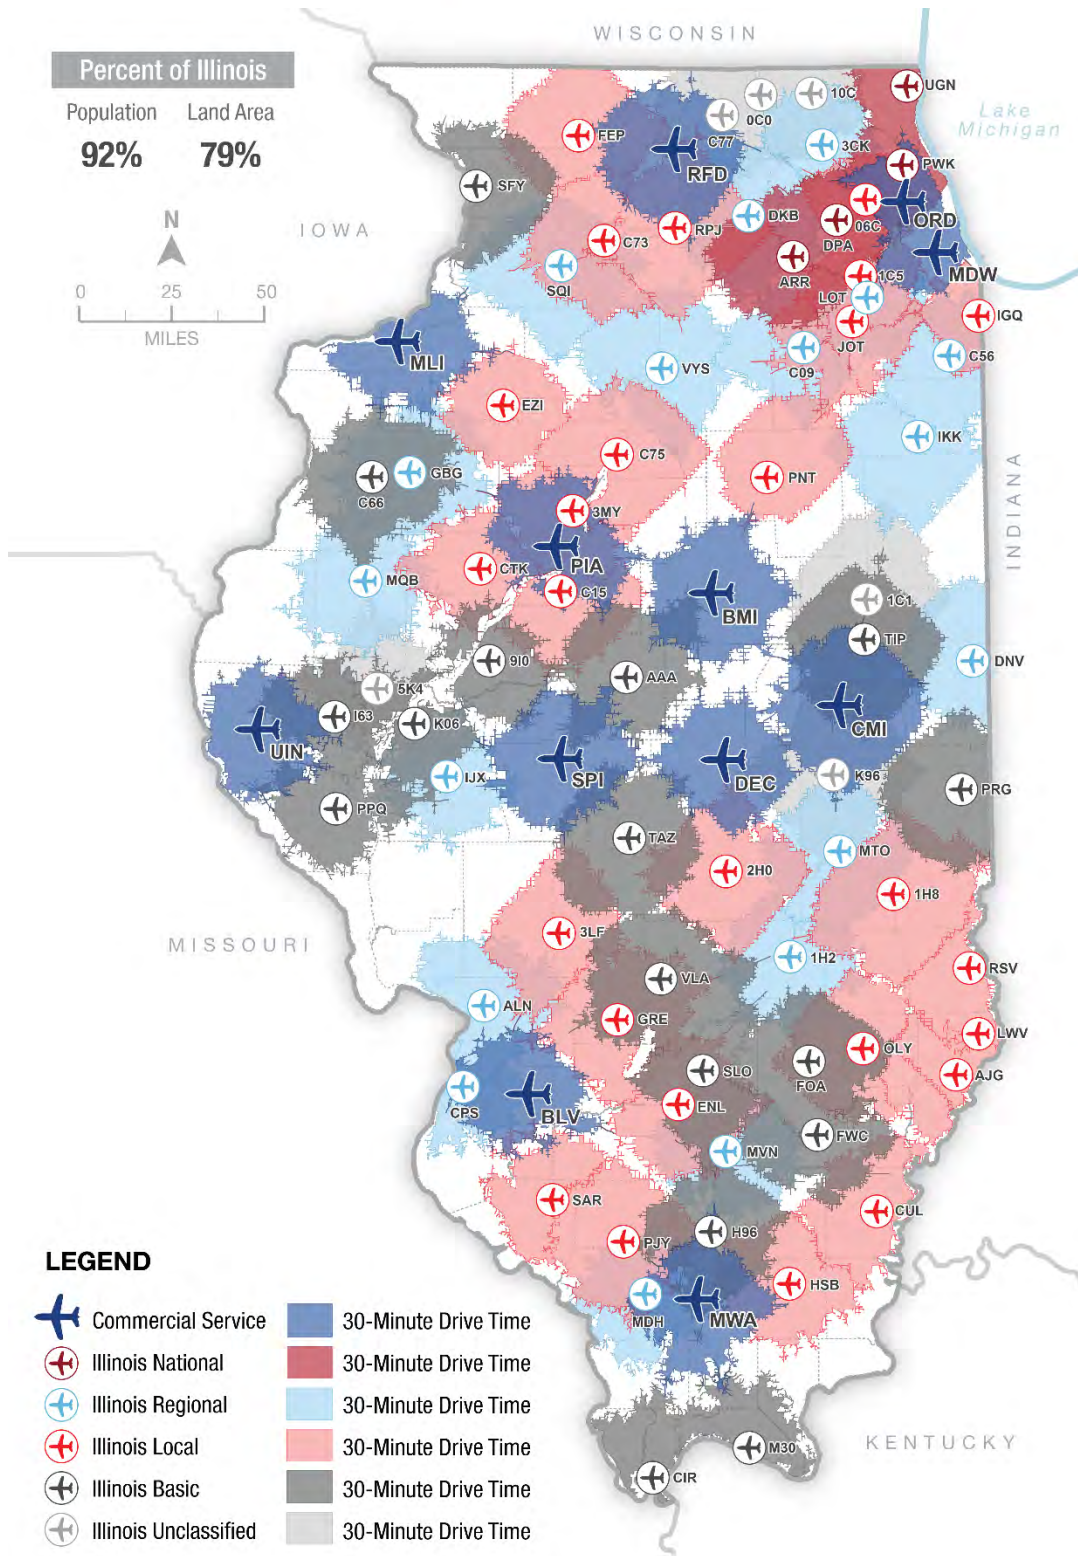 WISCONSIN
Percent of Illinois
Population Land Area
92% 79%
N
0 25 50
MILES
IOWA
Lake
Michigan
INDIANA
MISSOURI
KENTUCKY
UGN
10C
0C0
C77
FEP
RFD
3CK
PWK
SFY
DKB
06C
ORD
DPA
RPJ
C73
MDW
ARR
1C5
SQI
LOT
IGQ
JOT
MLI
C09
C56
VYS
EZI
IKK
C75
GBG
C66
PNT
3MY
PIA
CTK
MQB
C15
BMI
1C1
TIP
9I0
DNV
AAA
5K4
I63
K06
CMI
UIN
IJX
SPI
DEC
K96
PRG
PPQ
TAZ
MTO
2H0
1H8
3LF
1H2
RSV
VLA
ALN
GRE
LWV
OLY
FOA
SLO
AJG
CPS
BLV
ENL
FWC
MVN
SAR
CUL
H96
PJY
HSB
MDH
MWA
M30
CIR
LEGEND
Commercial Service 30-Minute Drive Time
Illinois National 30-Minute Drive Time
Illinois Regional 30-Minute Drive Time
Illinois Local 30-Minute Drive Time
Illinois Basic 30-Minute Drive Time
Illinois Unclassified 30-Minute Drive Time